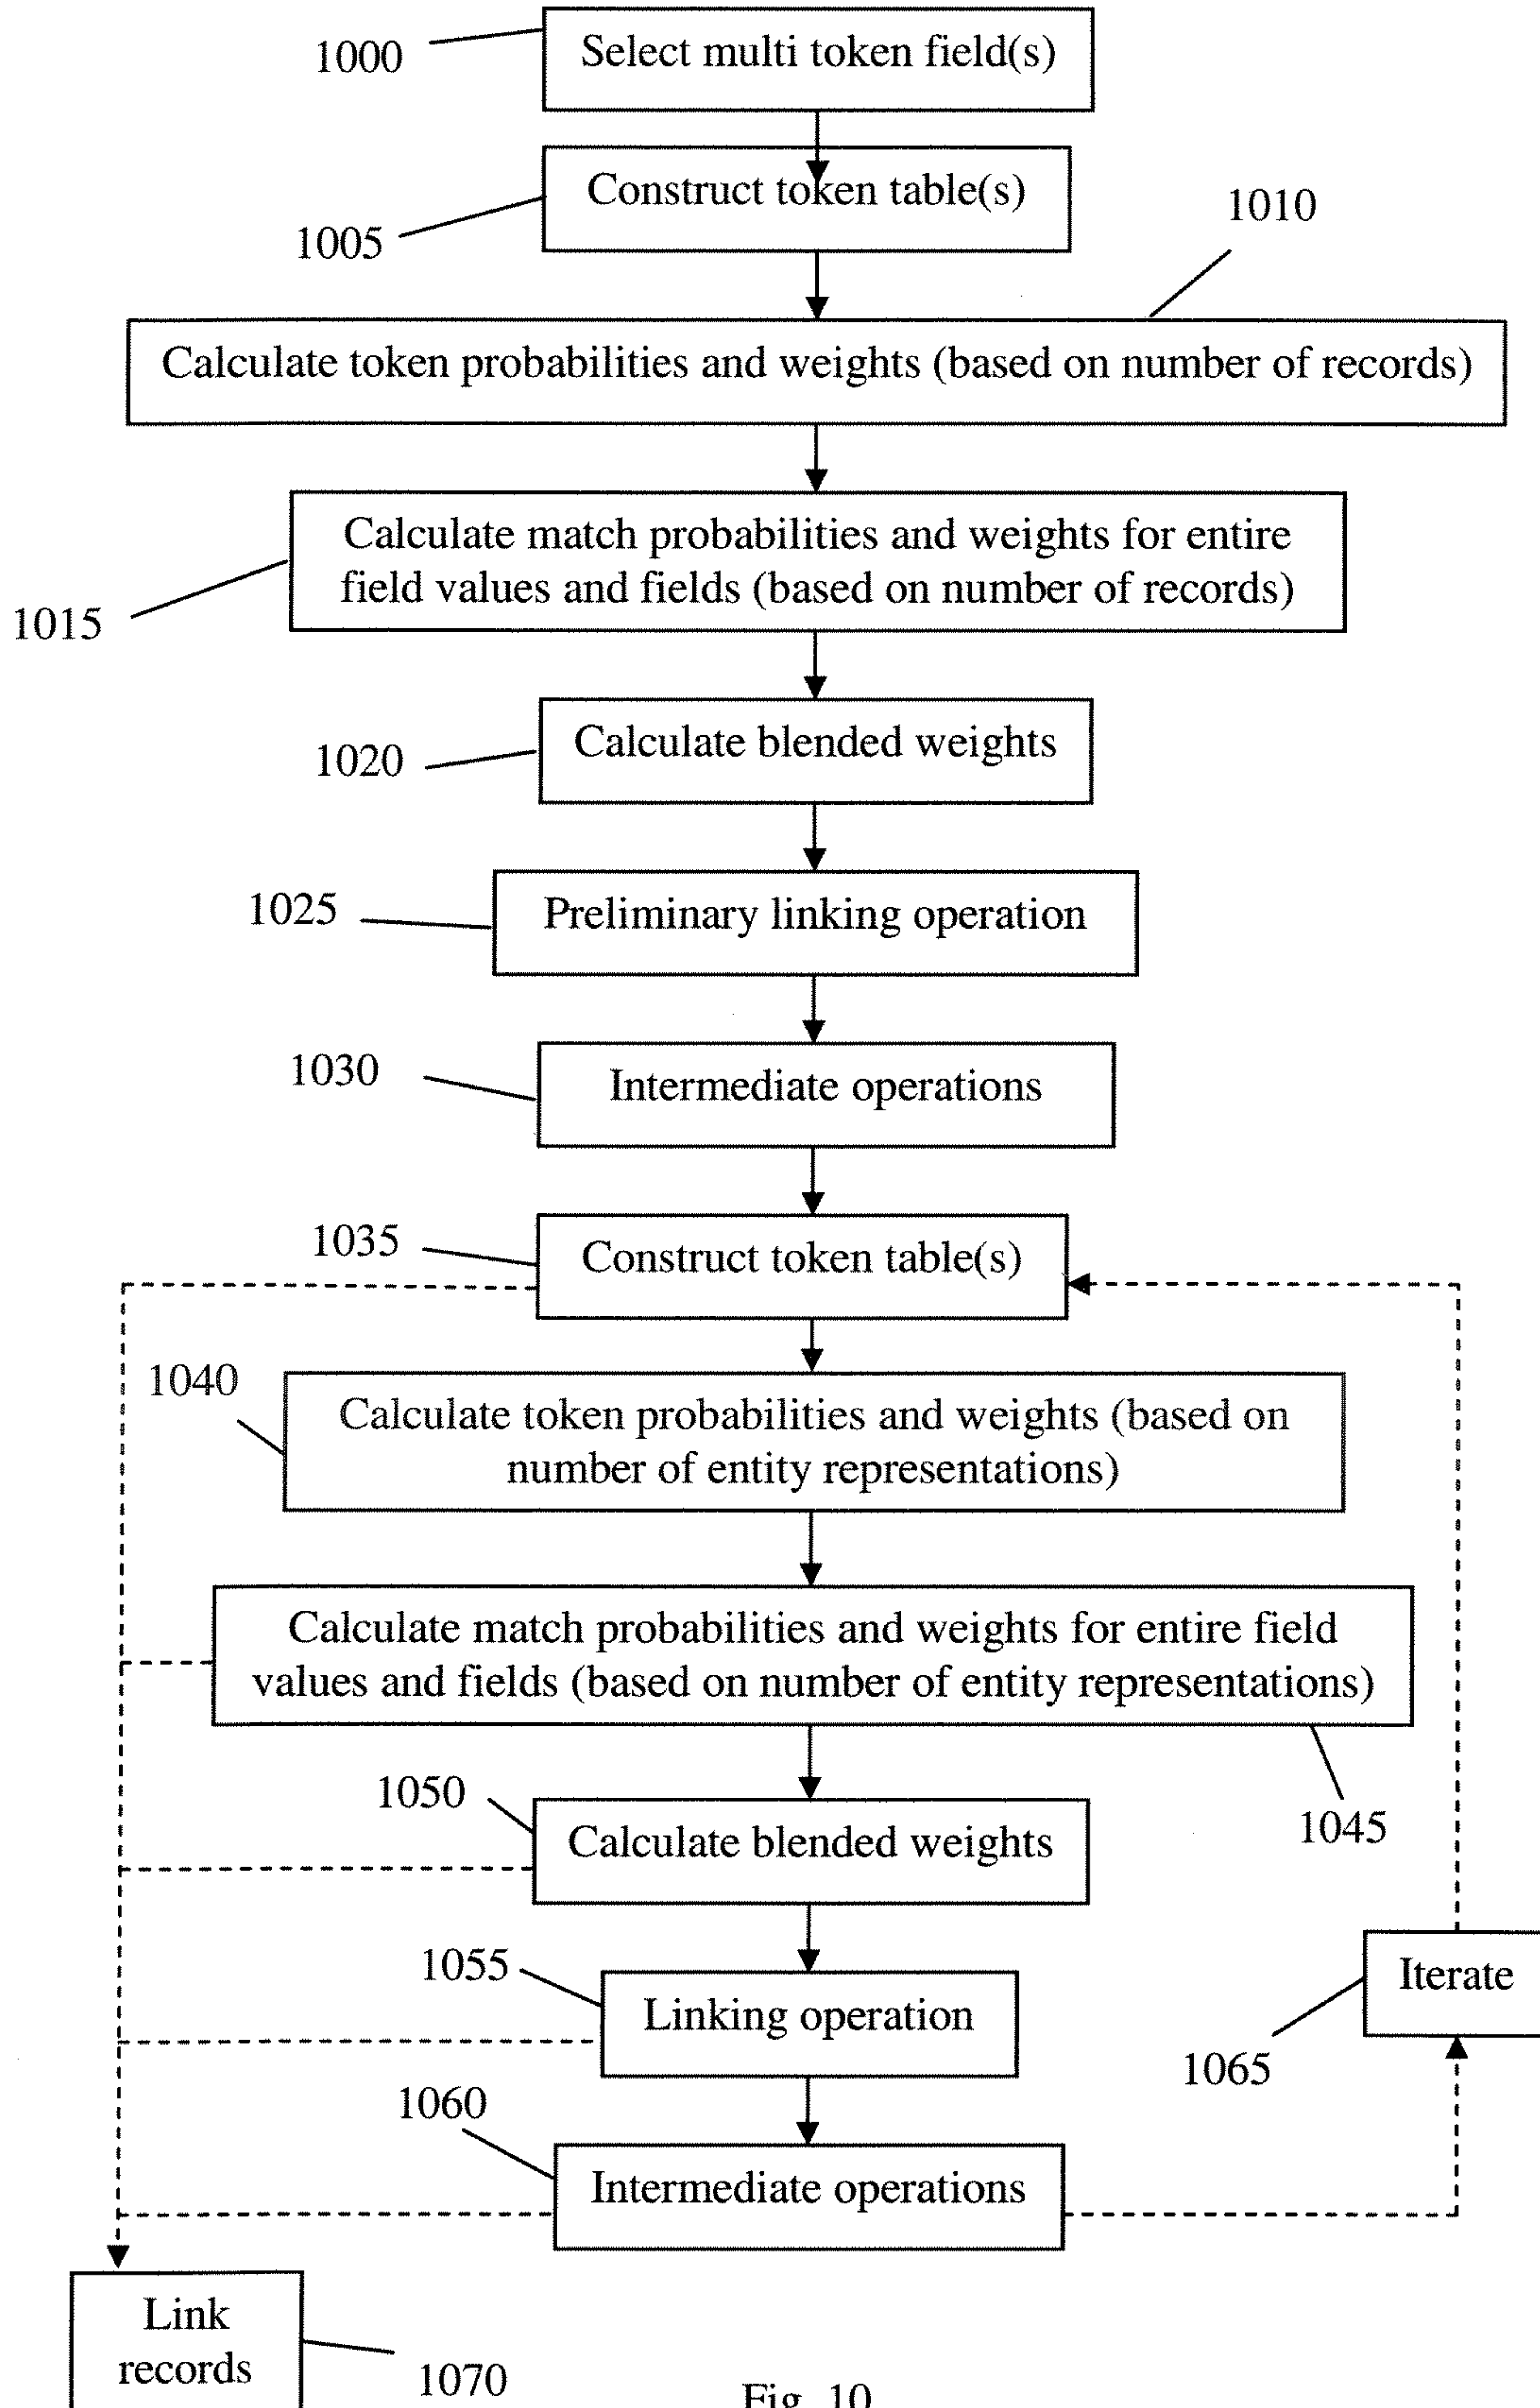 1000
Select multi token field(s)
Construct token table(s)
1005
1010
Calculate token probabilities and weights (based on number of records)
Calculate match probabilities and weights for entire
field values and fields (based on number of records)
1015
Calculate blended weights
1020
1025
Preliminary linking operation
1030
Intermediate operations
1035
Construct token table(s)
1040
Calculate token probabilities and weights (based on
number of entity representations)
Calculate match probabilities and weights for entire field
values and fields (based on number of entity representations)
1045
1050
Calculate blended weights
1055
Linking operation
Iterate
1065
1060
Intermediate operations
Link
records
1070
Fig. 10